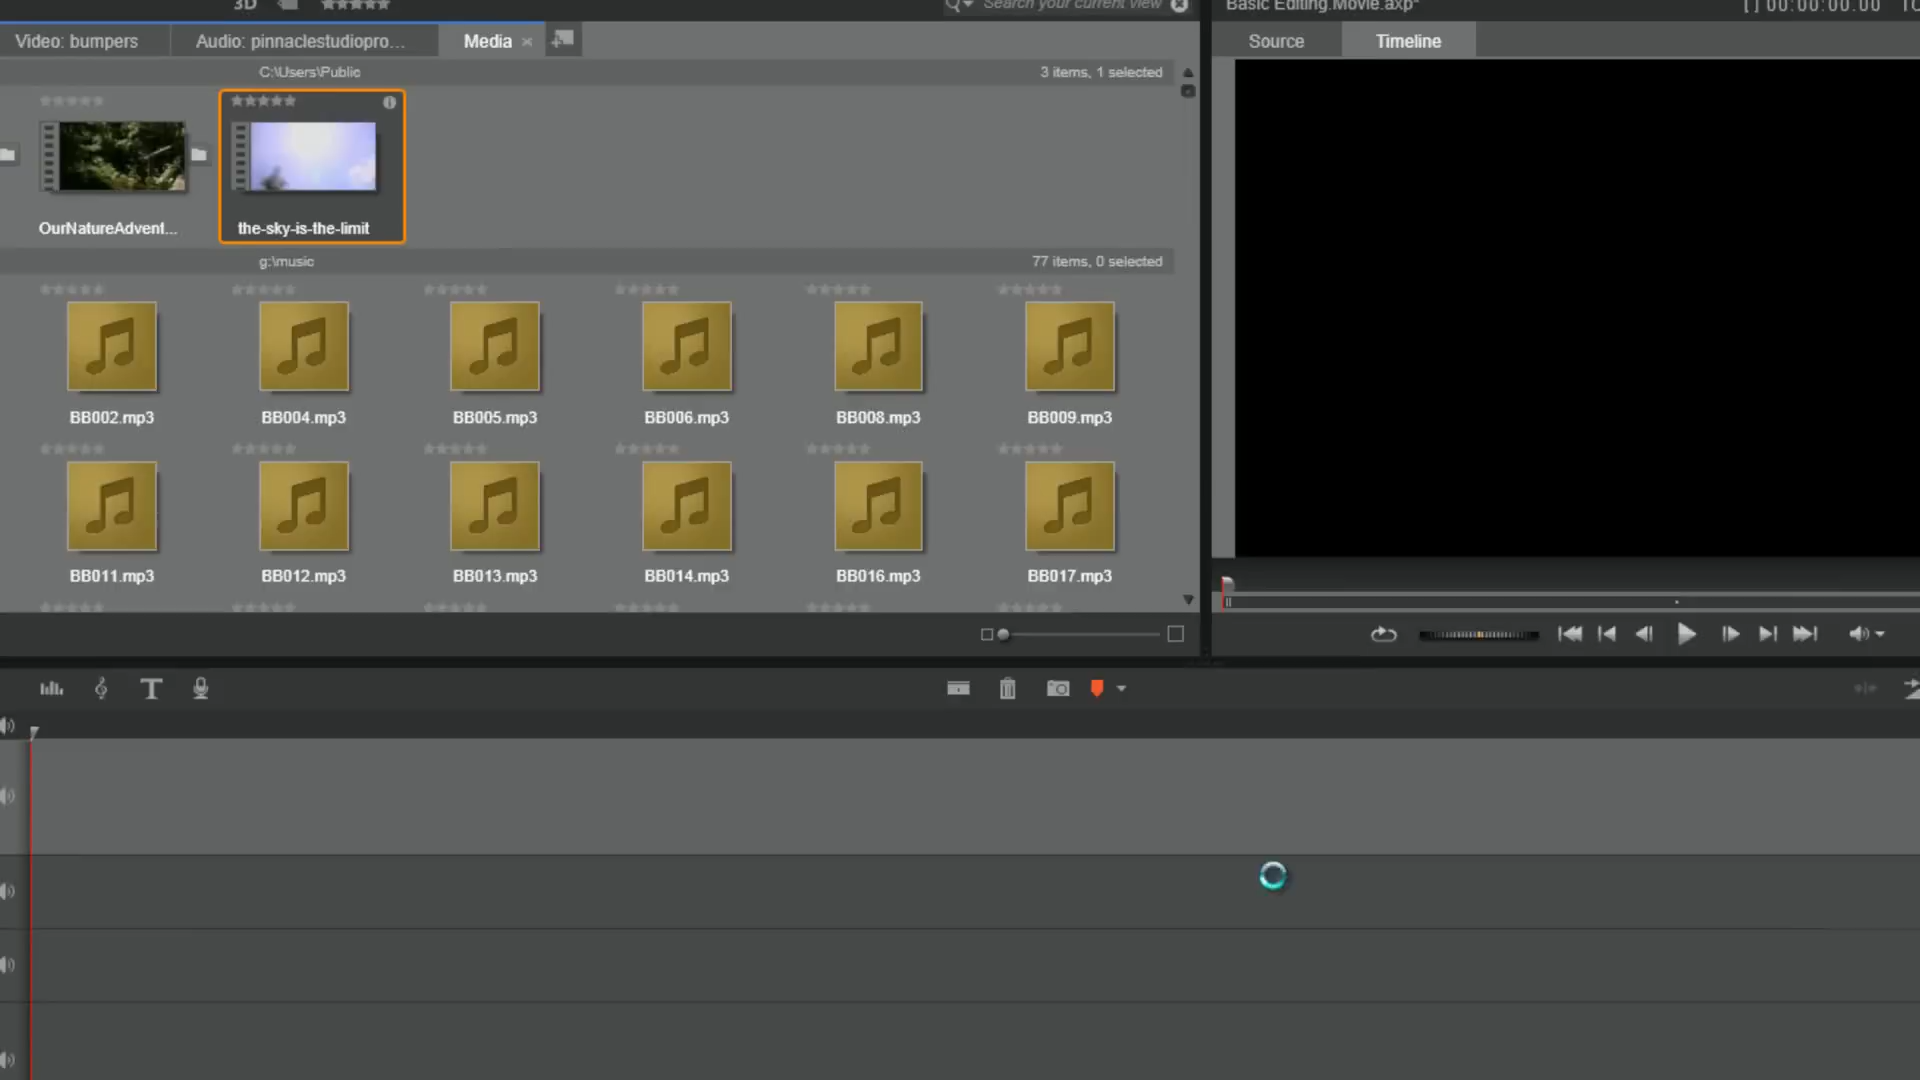 3D
Search your current view
Basic Editing.Movie.axp*
[ ] 00:00:00.00
Video: bumpers
Audio: pinnaclestudiopro...
Media
Source
Timeline
C:\Users\Public
3 items, 1 selected
OurNatureAdvent...
the-sky-is-the-limit
g:\music
77 items, 0 selected
BB002.mp3
BB004.mp3
BB005.mp3
BB006.mp3
BB008.mp3
BB009.mp3
BB011.mp3
BB012.mp3
BB013.mp3
BB014.mp3
BB016.mp3
BB017.mp3